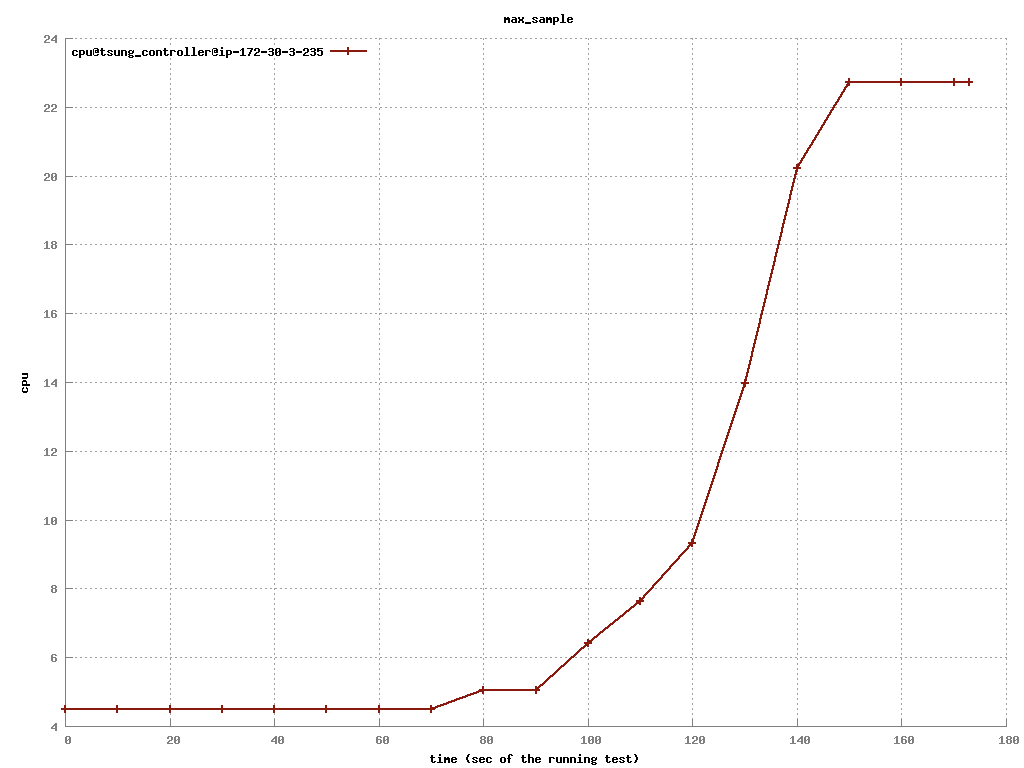 max_sample
cpu@tsung_controller@ip-172-30-3-235
24
22
20
18
16
14
12
10
8
6
4
cpu
0 20 40 60 80 100 120 140 160 180
time (sec of the running test)